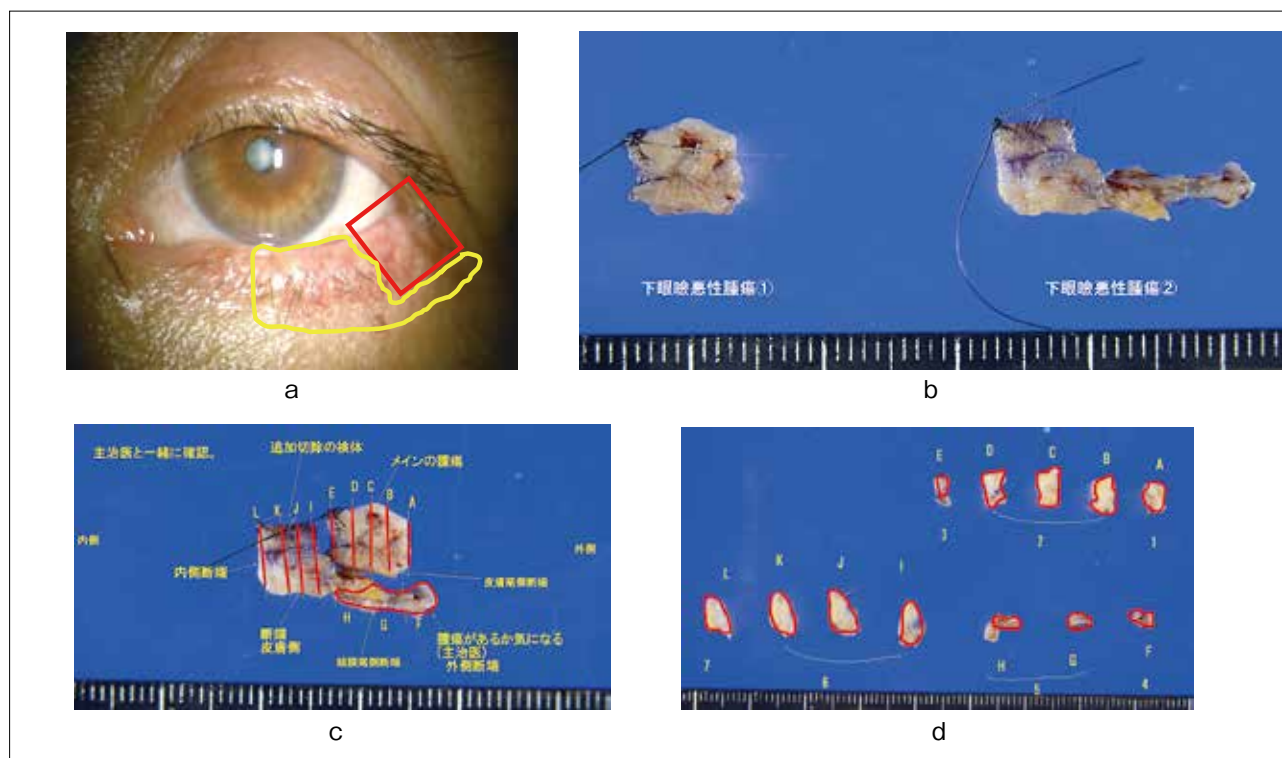 a
下眼瞼悪性腫瘍①
下眼瞼悪性腫瘍②
b
主治医と一緒に確認。
追加切除の検体
メインの腫瘍
L K J I E D C B A
内側
外側
内側断端
皮膚尾側断端
断端
皮膚側
H G F
結膜尾側断端
腫瘍があるか気になる
(主治医)
外側断端
c
E D C B A
3 2 1
L K J I
H G F
7 6 5 4
d